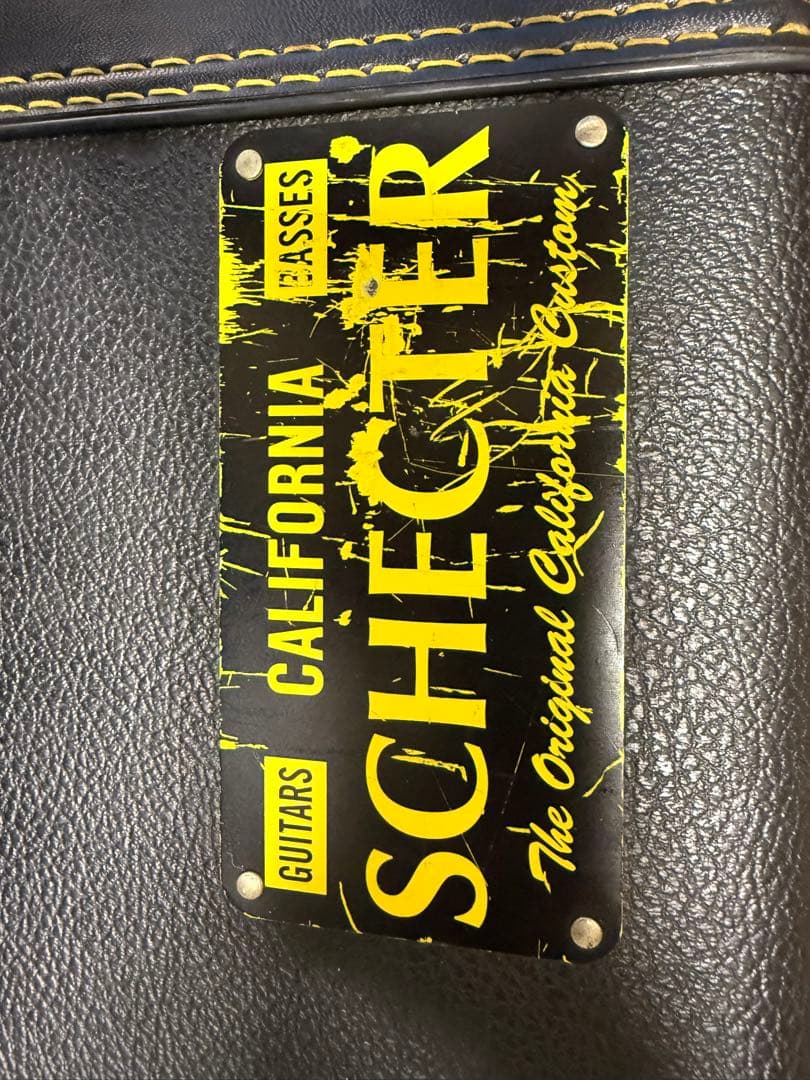 GUITARS CALIFORNIA BASSES
SCHECTER
The Original California Custom